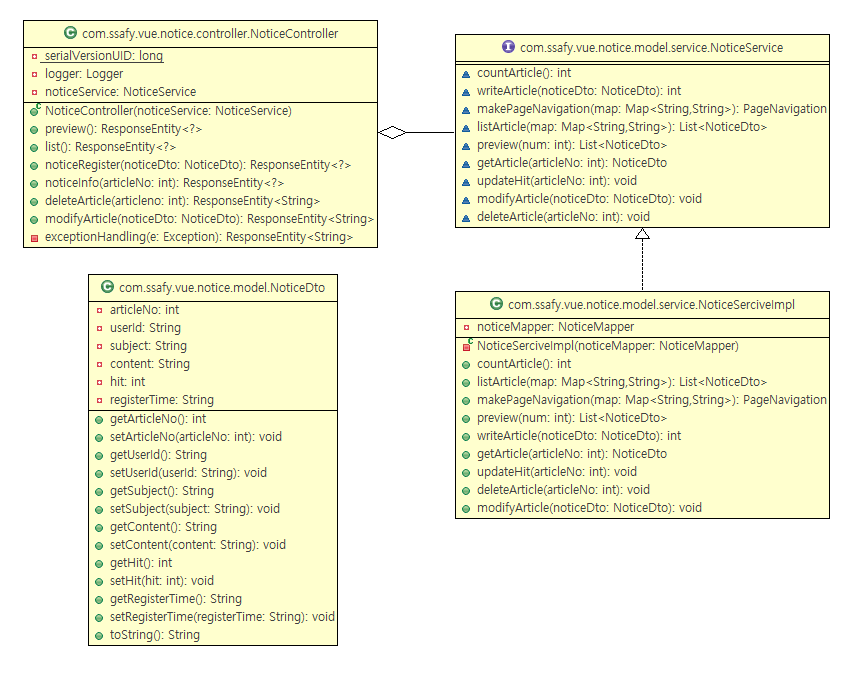 com.ssafy.vue.notice.controller.NoticeController
serialVersionUID: long
logger: Logger
noticeService: NoticeService
NoticeController(noticeService: NoticeService)
preview(): ResponseEntity<?>
list(): ResponseEntity<?>
noticeRegister(noticeDto: NoticeDto): ResponseEntity<?>
noticeInfo(articleNo: int): ResponseEntity<?>
deleteArticle(articleno: int): ResponseEntity<String>
modifyArticle(noticeDto: NoticeDto): ResponseEntity<String>
exceptionHandling(e: Exception): ResponseEntity<String>
com.ssafy.vue.notice.model.service.NoticeService
countArticle(): int
writeArticle(noticeDto: NoticeDto): int
makePageNavigation(map: Map<String,String>): PageNavigation
listArticle(map: Map<String,String>): List<NoticeDto>
preview(num: int): List<NoticeDto>
getArticle(articleNo: int): NoticeDto
updateHit(articleNo: int): void
modifyArticle(noticeDto: NoticeDto): void
deleteArticle(articleNo: int): void
com.ssafy.vue.notice.model.NoticeDto
articleNo: int
userId: String
subject: String
content: String
hit: int
registerTime: String
getArticleNo(): int
setArticleNo(articleNo: int): void
getUserId(): String
setUserId(userId: String): void
getSubject(): String
setSubject(subject: String): void
getContent(): String
setContent(content: String): void
getHit(): int
setHit(hit: int): void
getRegisterTime(): String
setRegisterTime(registerTime: String): void
toString(): String
com.ssafy.vue.notice.model.service.NoticeSerciveImpl
noticeMapper: NoticeMapper
NoticeSerciveImpl(noticeMapper: NoticeMapper)
countArticle(): int
listArticle(map: Map<String,String>): List<NoticeDto>
makePageNavigation(map: Map<String,String>): PageNavigation
preview(num: int): List<NoticeDto>
writeArticle(noticeDto: NoticeDto): int
getArticle(articleNo: int): NoticeDto
updateHit(articleNo: int): void
deleteArticle(articleNo: int): void
modifyArticle(noticeDto: NoticeDto): void